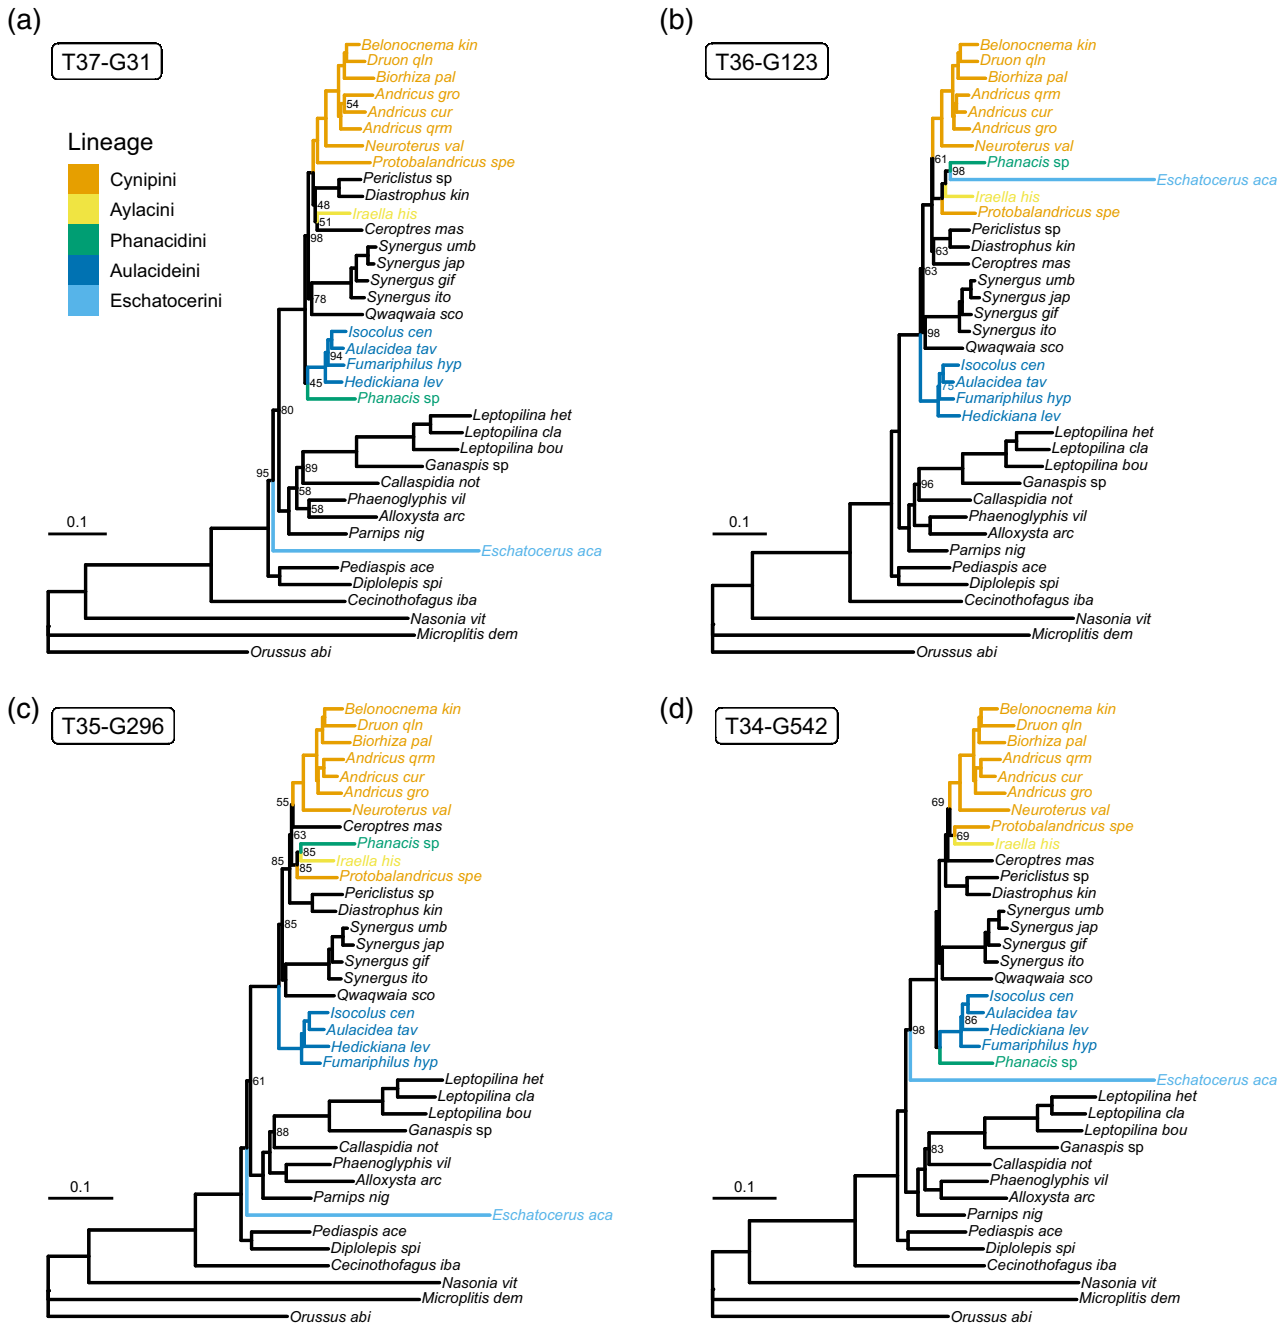 (a)
T37-G31
Lineage
Cynipini
Aylacini
Phanacidini
Aulacideini
Eschatocerini
Belonocnema kin
Druon qln
Biorhiza pal
Andricus gro
54
Andricus cur
Andricus qrm
Neuroterus val
Protobalandricus spe
Periclistus sp
Diastrophus kin
48
Iraella his
51
Ceroptres mas
98
Synergus umb
Synergus jap
Synergus gif
78
Synergus ito
Qwaqwaia sco
Isocolus cen
Aulacidea tav
94
Fumariphilus hyp
45
Hedickiana lev
Phanacis sp
80
Leptopilina het
Leptopilina cla
Leptopilina bou
89
Ganaspis sp
95
Callaspidia not
58
Phaenoglyphis vil
58
Alloxysta arc
Parnips nig
0.1
Eschatocerus aca
Pediaspis ace
Diplolepis spi
Cecinothofagus iba
Nasonia vit
Microplitis dem
Orussus abi
(b)
T36-G123
Belonocnema kin
Druon qln
Biorhiza pal
Andricus qrm
Andricus cur
Andricus gro
Neuroterus val
61
Phanacis sp
98
Eschatocerus aca
Iraella his
Protobalandricus spe
Periclistus sp
Diastrophus kin
63
Ceroptres mas
63
Synergus umb
Synergus jap
Synergus gif
Synergus ito
98
Qwaqwaia sco
Isocolus cen
Aulacidea tav
75
Fumariphilus hyp
Hedickiana lev
Leptopilina het
Leptopilina cla
Leptopilina bou
Ganaspis sp
96
Callaspidia not
Phaenoglyphis vil
Alloxysta arc
0.1
Parnips nig
Pediaspis ace
Diplolepis spi
Cecinothofagus iba
Nasonia vit
Microplitis dem
Orussus abi
(c)
T35-G296
Belonocnema kin
Druon qln
Biorhiza pal
Andricus qrm
Andricus cur
Andricus gro
55
Neuroterus val
Ceroptres mas
63
Phanacis sp
85
Iraella his
85
85
Protobalandricus spe
Periclistus sp
Diastrophus kin
85
Synergus umb
Synergus jap
Synergus gif
Synergus ito
Qwaqwaia sco
Isocolus cen
Aulacidea tav
Hedickiana lev
Fumariphilus hyp
61
Leptopilina het
Leptopilina cla
Leptopilina bou
Ganaspis sp
88
Callaspidia not
Phaenoglyphis vil
Alloxysta arc
0.1
Parnips nig
Eschatocerus aca
Pediaspis ace
Diplolepis spi
Cecinothofagus iba
Nasonia vit
Microplitis dem
Orussus abi
(d)
T34-G542
Belonocnema kin
Druon qln
Biorhiza pal
Andricus qrm
Andricus cur
Andricus gro
69
Neuroterus val
Protobalandricus spe
69
Iraella his
Ceroptres mas
Periclistus sp
Diastrophus kin
Synergus umb
Synergus jap
Synergus gif
Synergus ito
Qwaqwaia sco
Isocolus cen
Aulacidea tav
86
Hedickiana lev
98
Fumariphilus hyp
Phanacis sp
Eschatocerus aca
Leptopilina het
Leptopilina cla
Leptopilina bou
Ganaspis sp
83
Callaspidia not
Phaenoglyphis vil
Alloxysta arc
0.1
Parnips nig
Pediaspis ace
Diplolepis spi
Cecinothofagus iba
Nasonia vit
Microplitis dem
Orussus abi